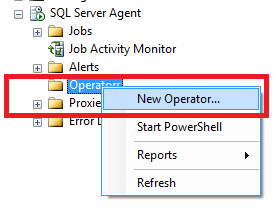 SQL Server Agent
Jobs
Job Activity Monitor
Alerts
Operators
New Operator...
Start PowerShell
Reports
Refresh